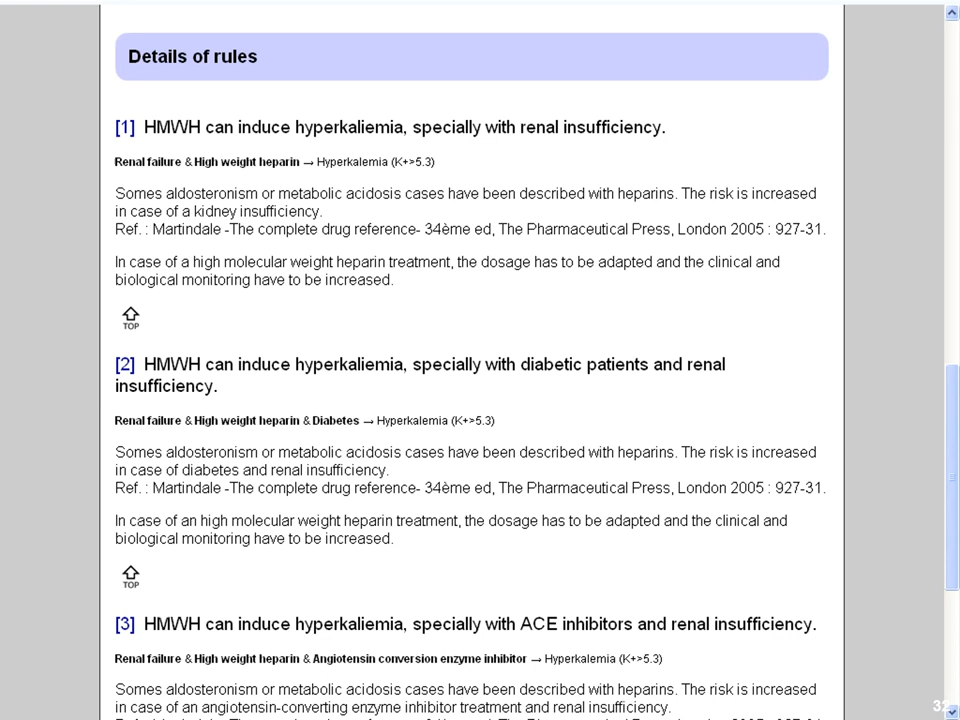 Details of rules
[1] HMWH can induce hyperkaliemia, specially with renal insufficiency.
Renal failure & High weight heparin → Hyperkalemia (K+>5.3)
Somes aldosteronism or metabolic acidosis cases have been described with heparins. The risk is increased
in case of a kidney insufficiency.
Ref. : Martindale -The complete drug reference- 34ème ed, The Pharmaceutical Press, London 2005 : 927-31.
In case of a high molecular weight heparin treatment, the dosage has to be adapted and the clinical and
biological monitoring have to be increased.
TOP
[2] HMWH can induce hyperkaliemia, specially with diabetic patients and renal
insufficiency.
Renal failure & High weight heparin & Diabetes → Hyperkalemia (K+>5.3)
Somes aldosteronism or metabolic acidosis cases have been described with heparins. The risk is increased
in case of diabetes and renal insufficiency.
Ref. : Martindale -The complete drug reference- 34ème ed, The Pharmaceutical Press, London 2005 : 927-31.
In case of an high molecular weight heparin treatment, the dosage has to be adapted and the clinical and
biological monitoring have to be increased.
TOP
[3] HMWH can induce hyperkaliemia, specially with ACE inhibitors and renal insufficiency.
Renal failure & High weight heparin & Angiotensin conversion enzyme inhibitor → Hyperkalemia (K+>5.3)
Somes aldosteronism or metabolic acidosis cases have been described with heparins. The risk is increased
in case of an angiotensin-converting enzyme inhibitor treatment and renal insufficiency.